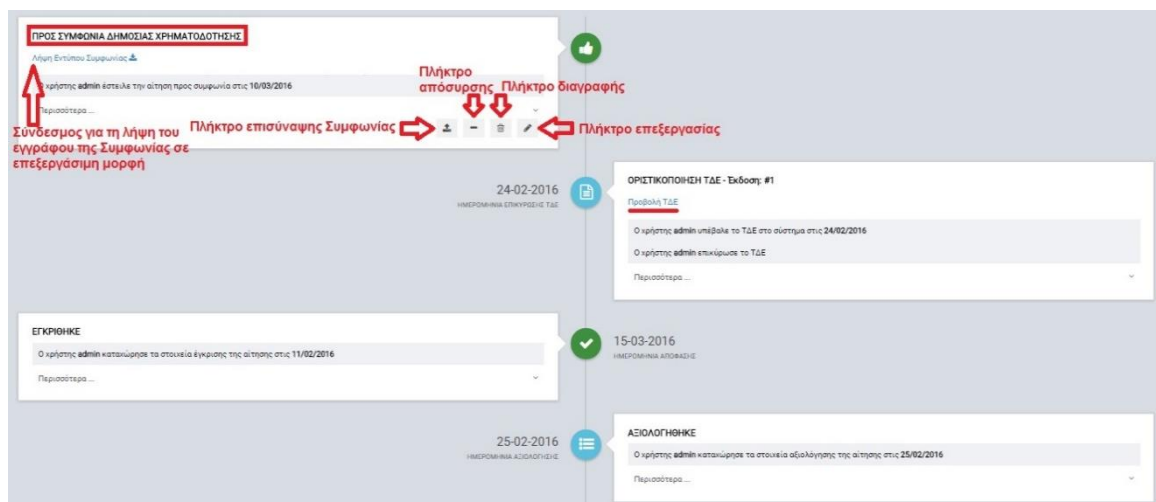 ΠΡΟΣ ΣΥΜΦΩΝΙΑ ΔΗΜΟΣΙΑΣ ΧΡΗΜΑΤΟΔΟΤΗΣΗΣ
Λήψη Εντύπου Συμφωνίας
Ο χρήστης admin έστειλε την αίτηση προς συμφωνία στις 10/03/2016
Περισσότερα ...
Πλήκτρο
απόσυρσης
Πλήκτρο διαγραφής
Σύνδεσμος για τη λήψη του
εγγράφου της Συμφωνίας σε
επεξεργάσιμη μορφή
Πλήκτρο επισύναψης Συμφωνίας
Πλήκτρο επεξεργασίας
24-02-2016
ΗΜΕΡΟΜΗΝΙΑ ΕΠΙΚΥΡΩΣΗΣ ΤΔΕ
ΟΡΙΣΤΙΚΟΠΟΙΗΣΗ ΤΔΕ - Έκδοση: #1
Προβολή ΤΔΕ
Ο χρήστης admin υπέβαλε το ΤΔΕ στο σύστημα στις 24/02/2016
Ο χρήστης admin επικύρωσε το ΤΔΕ
Περισσότερα ...
ΕΓΚΡΙΘΗΚΕ
Ο χρήστης admin καταχώρησε τα στοιχεία έγκρισης της αίτησης στις 11/02/2016
Περισσότερα ...
15-03-2016
ΗΜΕΡΟΜΗΝΙΑ ΑΠΟΦΑΣΗΣ
25-02-2016
ΗΜΕΡΟΜΗΝΙΑ ΑΞΙΟΛΟΓΗΣΗΣ
ΑΞΙΟΛΟΓΗΘΗΚΕ
Ο χρήστης admin καταχώρησε τα στοιχεία αξιολόγησης της αίτησης στις 25/02/2016
Περισσότερα ...